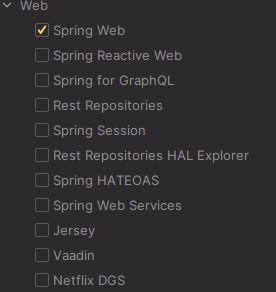 Web
Spring Web
Spring Reactive Web
Spring for GraphQL
Rest Repositories
Spring Session
Rest Repositories HAL Explorer
Spring HATEOAS
Spring Web Services
Jersey
Vaadin
Netflix DGS